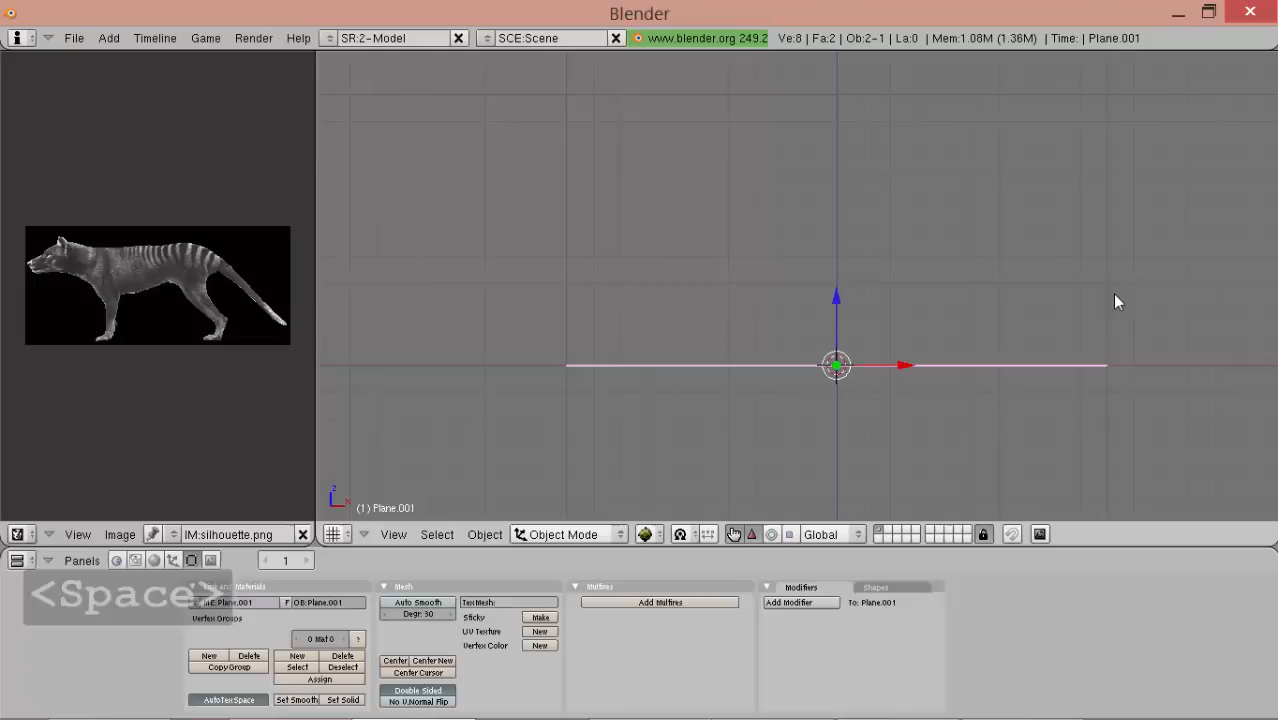 Blender
File Add Timeline Game Render Help SR:2-Model SCE:Scene www.blender.org 249.2 Ve:8 | Fa:2 | Ob:2-1 | La:0 | Mem:1.08M (1.36M) | Time: | Plane.001
z
x
(1) Plane.001
View Image IM:silhouette.png View Select Object Object Mode Global
Panels 1
<Space>
Materials Mesh Multires Modifiers Shapes
ME:Plane.001 F OB:Plane.001 Auto Smooth TexMesh: Add Multires Add Modifier To: Plane.001
Degr: 30
Vertex Groups Sticky Make
UV Texture New
0 Mat 0 ? Vertex Color New
New Delete New Delete Center Center New
Copy Group Select Deselect Center Cursor
Assign
Double Sided
AutoTexSpace Set Smooth Set Solid No V.Normal Flip